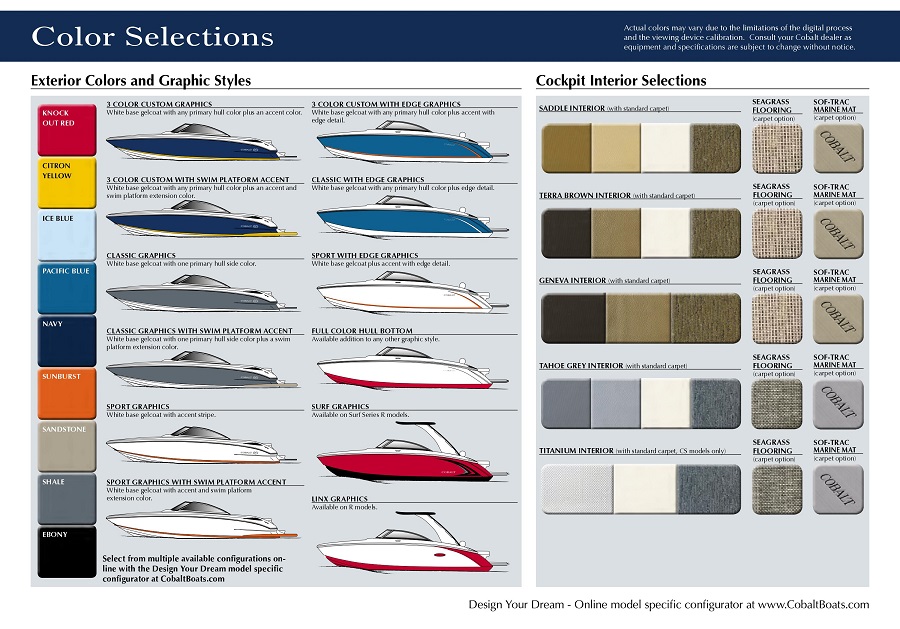 Color Selections
Actual colors may vary due to the limitations of the digital process
and the viewing device calibration.  Consult your Cobalt dealer as
equipment and specifications are subject to change without notice.
Exterior Colors and Graphic Styles
KNOCK
OUT RED
CITRON
YELLOW
ICE BLUE
PACIFIC BLUE
NAVY
SUNBURST
SANDSTONE
SHALE
EBONY
3 COLOR CUSTOM GRAPHICS
White base gelcoat with any primary hull color plus an accent color.
3 COLOR CUSTOM WITH SWIM PLATFORM ACCENT
White base gelcoat with any primary hull color plus an accent and
swim platform extension color.
CLASSIC GRAPHICS
White base gelcoat with one primary hull side color.
CLASSIC GRAPHICS WITH SWIM PLATFORM ACCENT
White base gelcoat with one primary hull side color plus a swim
platform extension color.
SPORT GRAPHICS
White base gelcoat with accent stripe.
SPORT GRAPHICS WITH SWIM PLATFORM ACCENT
White base gelcoat with accent and swim platform
extension color.
Select from multiple available configurations on-
line with the Design Your Dream model specific
configurator at CobaltBoats.com
3 COLOR CUSTOM WITH EDGE GRAPHICS
White base gelcoat with any primary hull color plus accent with
edge detail.
CLASSIC WITH EDGE GRAPHICS
White base gelcoat with any primary hull color plus edge detail.
SPORT WITH EDGE GRAPHICS
White base gelcoat plus accent with edge detail.
FULL COLOR HULL BOTTOM
Available addition to any other graphic style.
SURF GRAPHICS
Available on Surf Series R models.
COBALT
LINX GRAPHICS
Available on R models.
Cockpit Interior Selections
SADDLE INTERIOR (with standard carpet)
SEAGRASS
FLOORING
(carpet option)
SOF-TRAC
MARINE MAT
(carpet option)
COBALT
TERRA BROWN INTERIOR (with standard carpet)
SEAGRASS
FLOORING
(carpet option)
SOF-TRAC
MARINE MAT
(carpet option)
COBALT
GENEVA INTERIOR (with standard carpet)
SEAGRASS
FLOORING
(carpet option)
SOF-TRAC
MARINE MAT
(carpet option)
COBALT
TAHOE GREY INTERIOR (with standard carpet)
SEAGRASS
FLOORING
(carpet option)
SOF-TRAC
MARINE MAT
(carpet option)
COBALT
TITANIUM INTERIOR (with standard carpet, CS models only)
SEAGRASS
FLOORING
(carpet option)
SOF-TRAC
MARINE MAT
(carpet option)
COBALT
Design Your Dream - Online model specific configurator at www.CobaltBoats.com